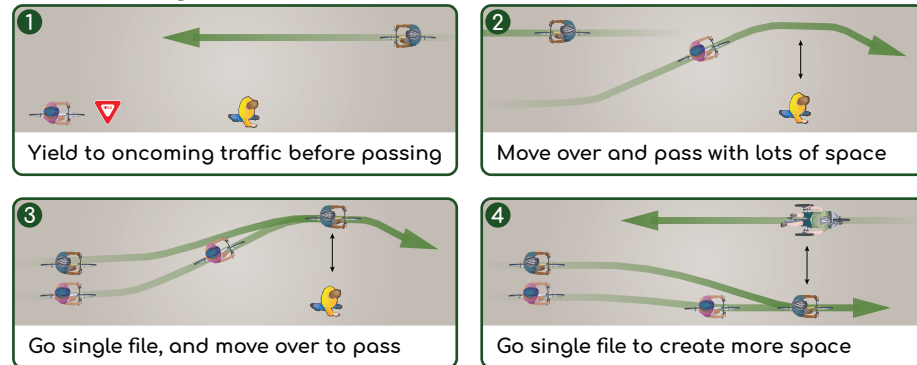 1
Yield to oncoming traffic before passing
2
Move over and pass with lots of space
3
Go single file, and move over to pass
4
Go single file to create more space